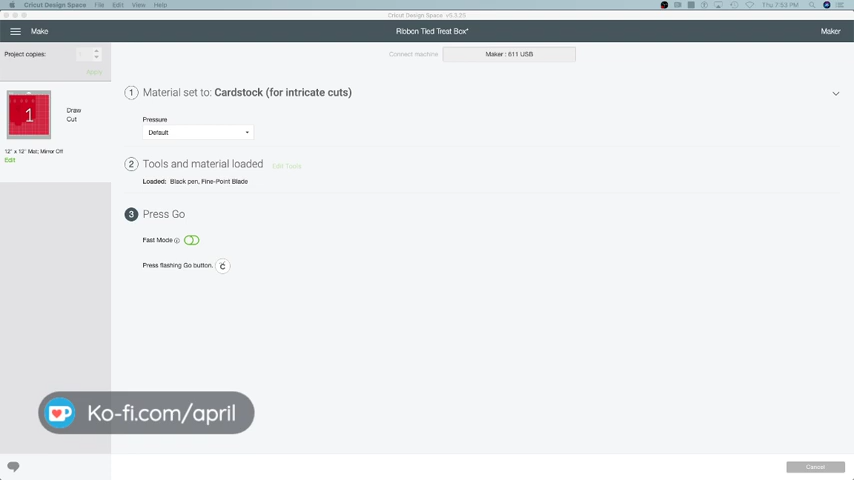 Cricut Design Space File Edit View Help
Thu 7:53 PM
Cricut Design Space v5.3.29
Make
Ribbon Tied Treat Box*
Maker
Project copies:
Apply
Connect machine
Maker : 611 USB
1 Material set to: Cardstock (for intricate cuts)
1
Draw
Cut
Pressure
Default
12" x 12" Mat; Mirror Off
Edit
2 Tools and material loaded Edit Tools
Loaded: Black pen, Fine-Point Blade
3 Press Go
Fast Mode
Press flashing Go button.
Ko-fi.com/april
Cancel